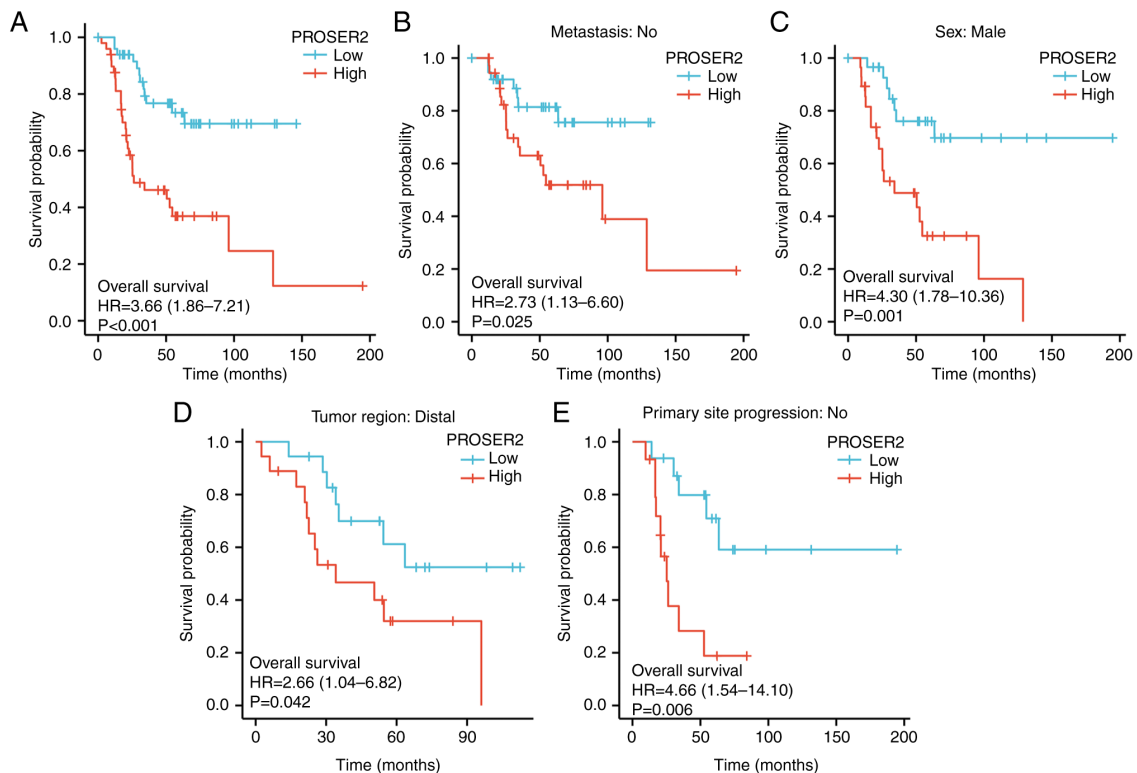 A
PROSER2
Low
High
Survival probability
1.0
0.8
0.6
0.4
0.2
0.0
Overall survival
HR=3.66 (1.86–7.21)
P<0.001
0 50 100 150 200
Time (months)
B
Metastasis: No
PROSER2
Low
High
Survival probability
1.0
0.8
0.6
0.4
0.2
0.0
Overall survival
HR=2.73 (1.13–6.60)
P=0.025
0 50 100 150 200
Time (months)
C
Sex: Male
PROSER2
Low
High
Survival probability
1.0
0.8
0.6
0.4
0.2
0.0
Overall survival
HR=4.30 (1.78–10.36)
P=0.001
0 50 100 150 200
Time (months)
D
Tumor region: Distal
PROSER2
Low
High
Survival probability
1.0
0.8
0.6
0.4
0.2
0.0
Overall survival
HR=2.66 (1.04–6.82)
P=0.042
0 30 60 90
Time (months)
E
Primary site progression: No
PROSER2
Low
High
Survival probability
1.0
0.8
0.6
0.4
0.2
0.0
Overall survival
HR=4.66 (1.54–14.10)
P=0.006
0 50 100 150 200
Time (months)